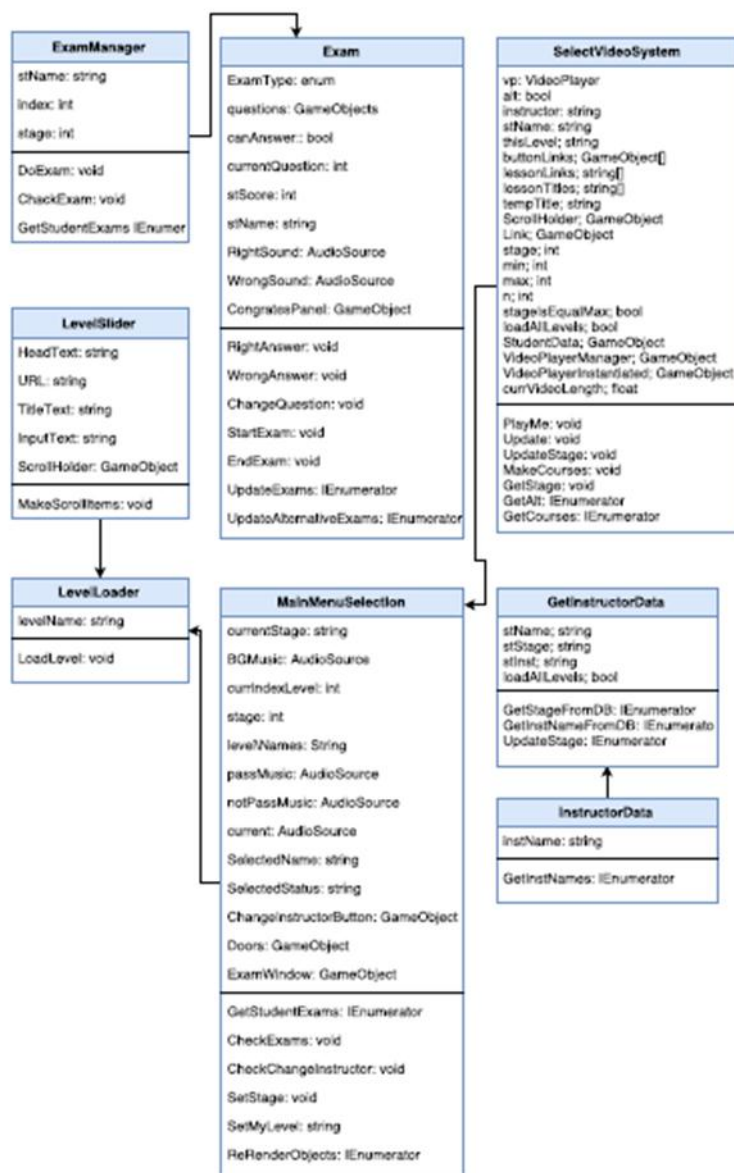 ExamManager
stName: string
index: int
stage: int
DoExam: void
ChackExam: void
GetStudentExams IEnumer
Exam
ExamType: enum
questions: GameObjects
canAnswer:: bool
currentQuestion: int
stScore: int
stName: string
RightSound: AudioSource
WrongSound: AudioSource
CongratesPanel: GameObject
RightAnswer: void
WrongAnswer: void
ChangeQuestion: void
StartExam: void
EndExam: void
UpdateExams: IEnumerator
UpdateAlternativeExams: IEnumerator
SelectVideoSystem
vp: VideoPlayer
alt: bool
instructor: string
stName: string
thisLevel; string
buttonLinks; GameObject[]
lessonLinks; string[]
lessonTitles; string[]
tempTitle; string
ScrollHolder; GameObject
Link; GameObject
stage; int
min; int
max; int
n; int
stageIsEqualMax; bool
loadAllLevels; bool
StudentData; GameObject
VideoPlayerManager; GameObject
VideoPlayerInstantiated; GameObject
currVideoLength; float
PlayMe: void
Update: void
UpdateStage: void
MakeCourses: void
GetStage: void
GetAlt: IEnumerator
GetCourses: IEnumerator
LevelSlider
HeadText: string
URL: string
TitleText: string
InputText: string
ScrollHolder: GameObject
MakeScrollItems: void
LevelLoader
levelName: string
LoadLevel: void
MainMenuSelection
currentStage: string
BGMusic: AudioSource
currIndexLevel: int
stage: int
levelNames: String
passMusic: AudioSource
notPassMusic: AudioSource
current: AudioSource
SelectedName: string
SelectedStatus: string
ChangeInstructorButton: GameObject
Doors: GameObject
ExamWindow: GameObject
GetStudentExams: IEnumerator
CheckExams: void
CheckChangeInstructor: void
SetStage: void
SetMyLevel: string
ReRenderObjects: IEnumerator
GetInstructorData
stName; string
stStage; string
stInst; string
loadAllLevels; bool
GetStageFromDB: IEnumerator
GetInstNameFromDB: IEnumerato
UpdateStage: IEnumerator
InstructorData
instName: string
GetInstNames: IEnumerator